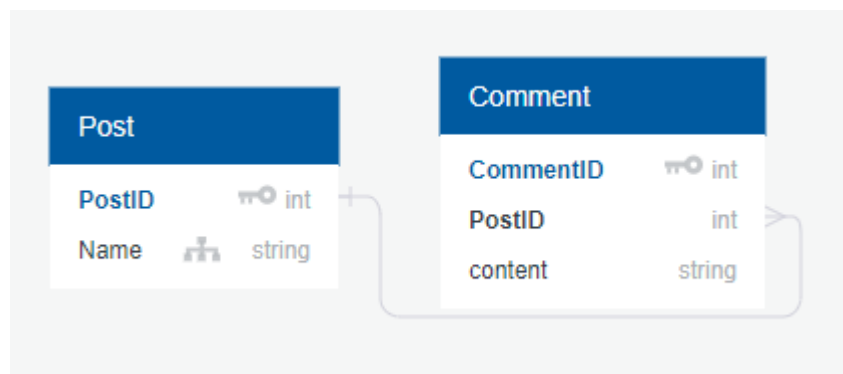 Post
PostID int
Name string
Comment
CommentID int
PostID int
content string